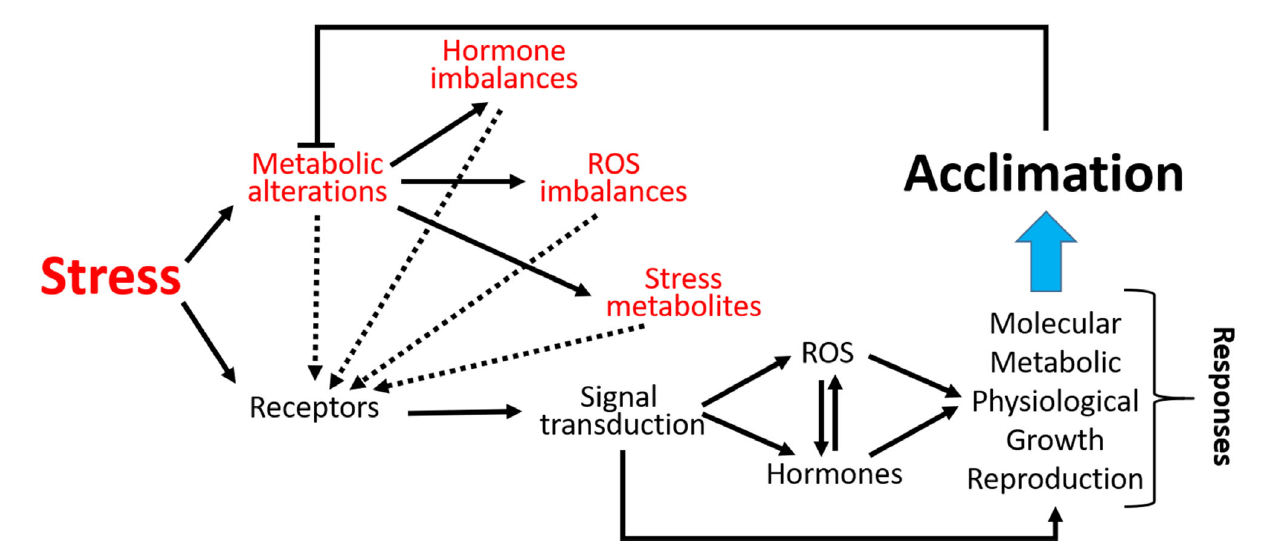 Hormone
imbalances
Metabolic
alterations
ROS
imbalances
Acclimation
Stress
Stress
metabolites
Receptors
Signal
transduction
ROS
Hormones
Molecular
Metabolic
Physiological
Growth
Reproduction
Responses